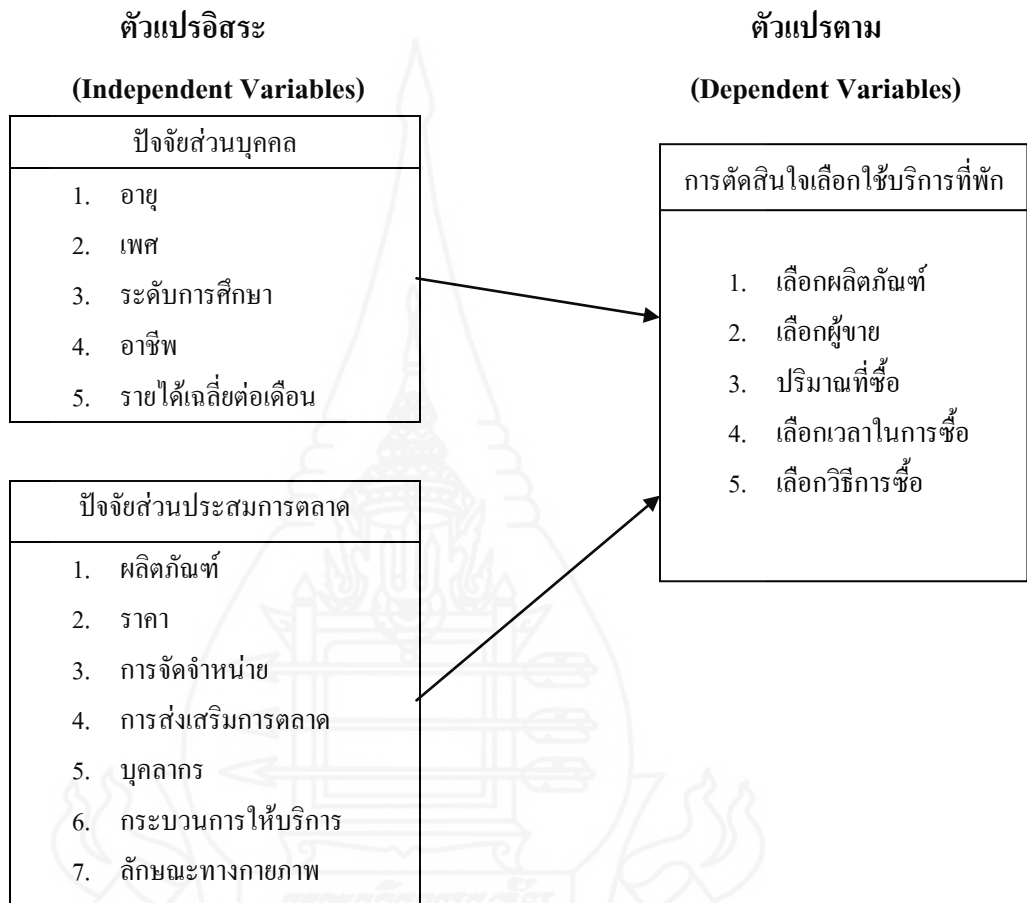 ตัวแปรอิสระ
(Independent Variables)
ปัจจัยส่วนบุคคล
1. อายุ
2. เพศ
3. ระดับการศึกษา
4. อาชีพ
5. รายได้เฉลี่ยต่อเดือน
ปัจจัยส่วนประสมการตลาด
1. ผลิตภัณฑ์
2. ราคา
3. การจัดจำหน่าย
4. การส่งเสริมการตลาด
5. บุคลากร
6. กระบวนการให้บริการ
7. ลักษณะทางกายภาพ
ตัวแปรตาม
(Dependent Variables)
การตัดสินใจเลือกใช้บริการที่พัก
1. เลือกผลิตภัณฑ์
2. เลือกผู้ขาย
3. ปริมาณที่ซื้อ
4. เลือกเวลาในการซื้อ
5. เลือกวิธีการซื้อ